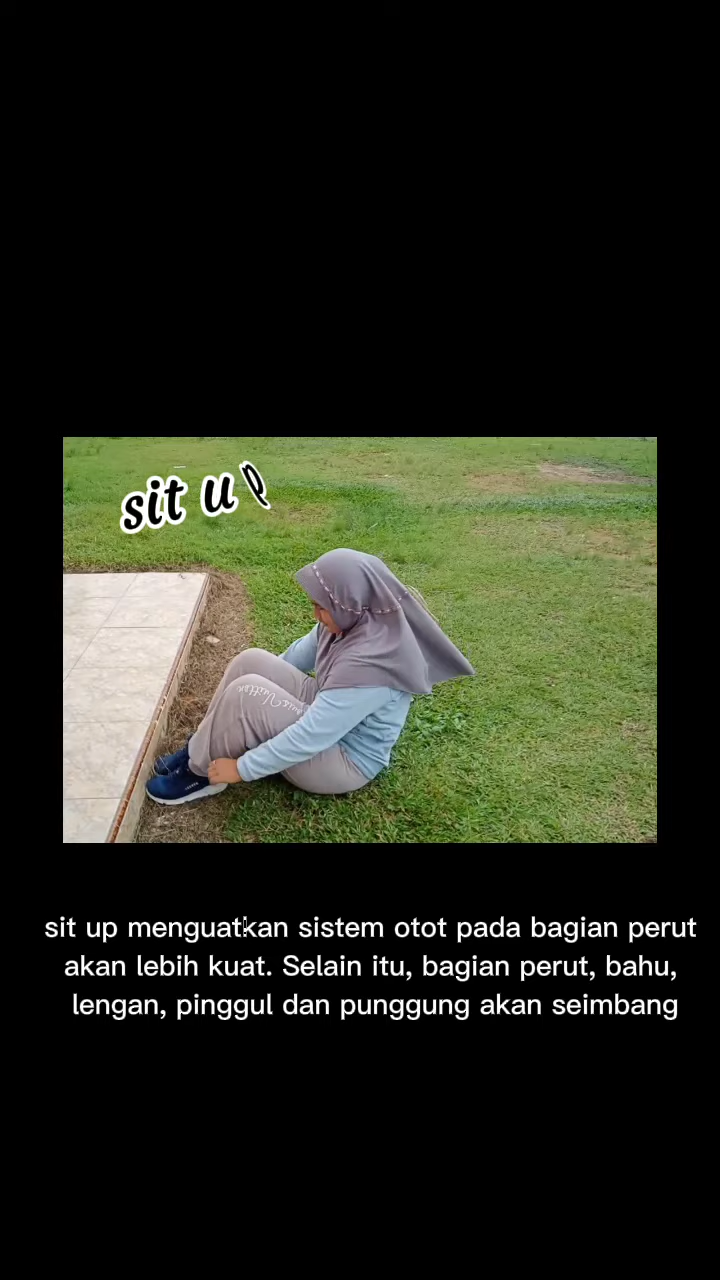 sit up
sit up menguatkan sistem otot pada bagian perut
akan lebih kuat. Selain itu, bagian perut, bahu,
lengan, pinggul dan punggung akan seimbang